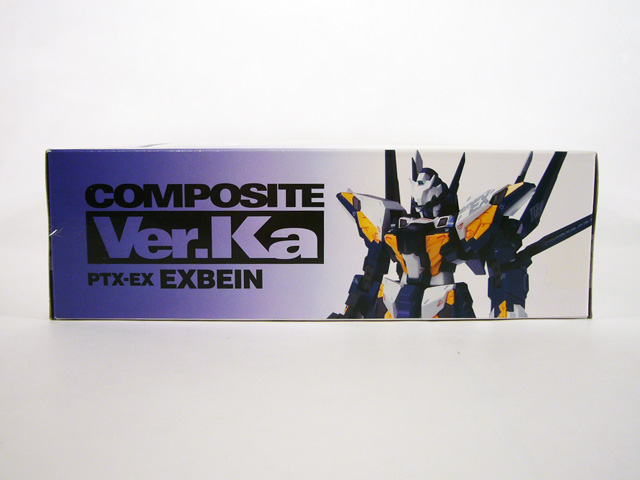 COMPOSITE
Ver.Ka
PTX-EX EXBEIN